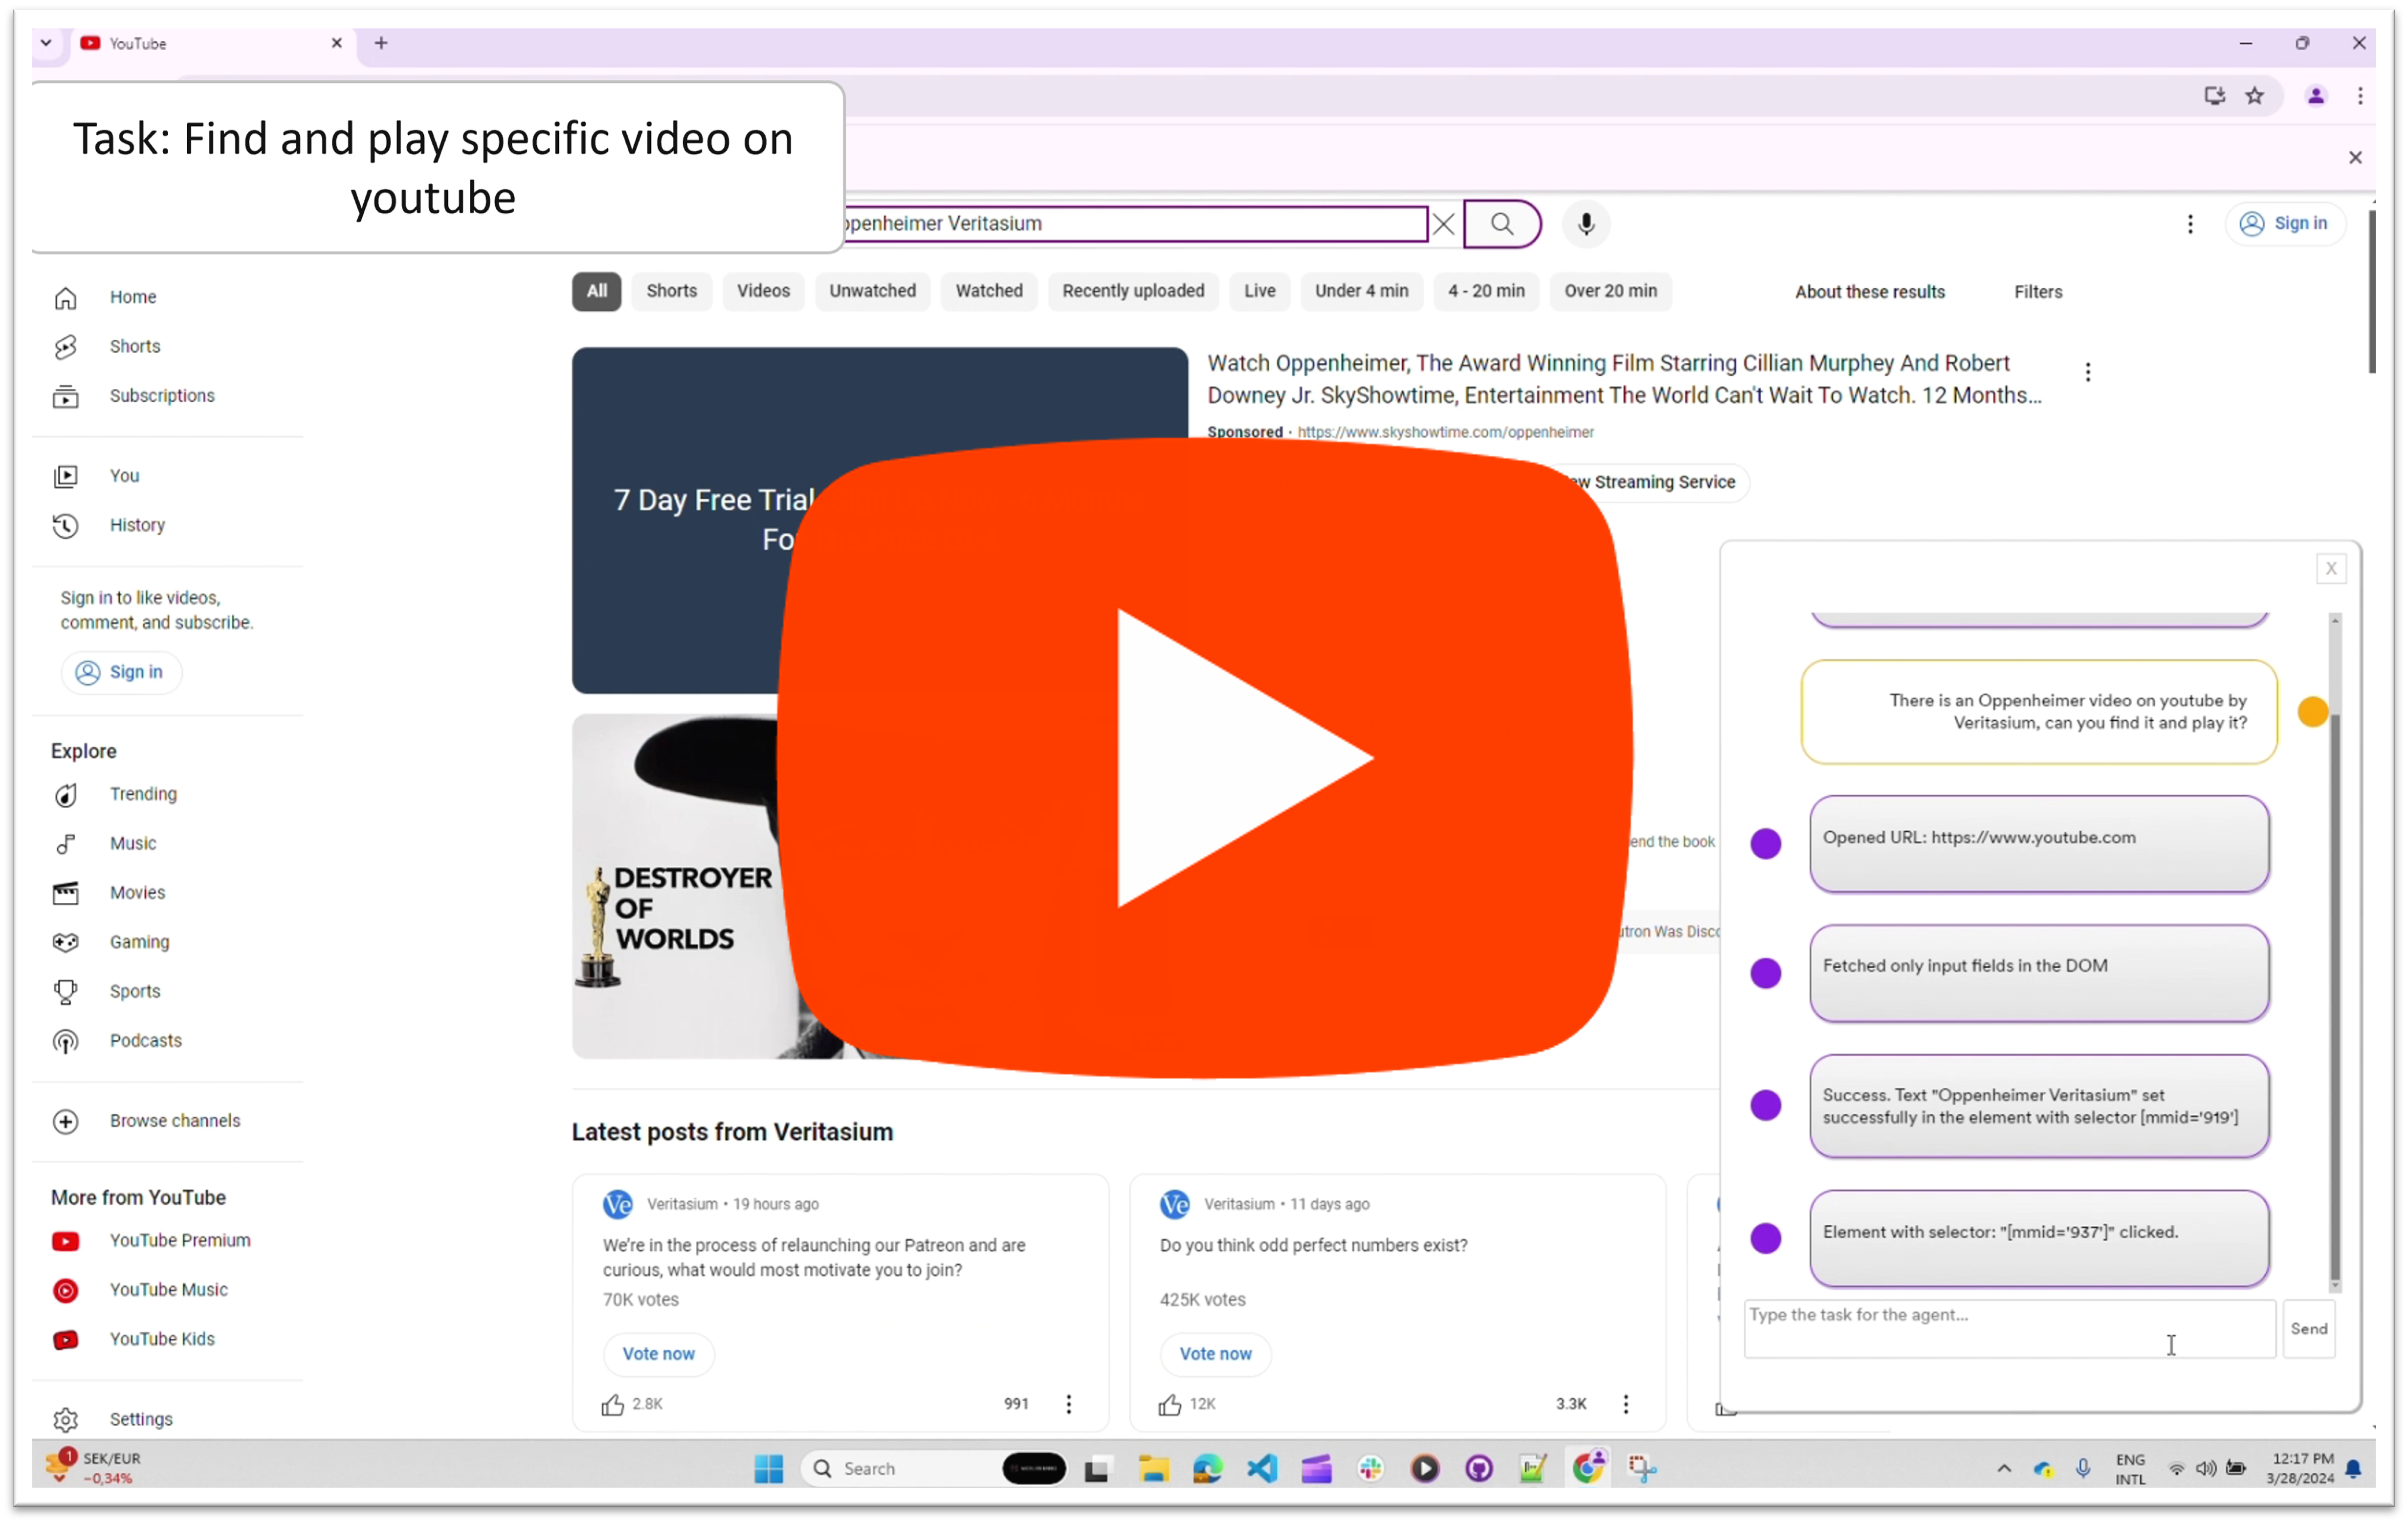 YouTube
Task: Find and play specific video on
youtube
ppenheimer Veritasium
Sign in
Home
Shorts
Subscriptions
You
History
Sign in to like videos,
comment, and subscribe.
Sign in
Explore
Trending
Music
Movies
Gaming
Sports
Podcasts
Browse channels
More from YouTube
YouTube Premium
YouTube Music
YouTube Kids
Settings
All
Shorts
Videos
Unwatched
Watched
Recently uploaded
Live
Under 4 min
4 - 20 min
Over 20 min
About these results
Filters
7 Day Free Trial
Fo
Watch Oppenheimer, The Award Winning Film Starring Cillian Murphey And Robert
Downey Jr. SkyShowtime, Entertainment The World Can't Wait To Watch. 12 Months...
Sponsored · https://www.skyshowtime.com/oppenheimer
ew Streaming Service
DESTROYER
OF
WORLDS
end the book
utron Was Disco
Latest posts from Veritasium
Ve
Veritasium • 19 hours ago
We're in the process of relaunching our Patreon and are
curious, what would most motivate you to join?
70K votes
Vote now
2.8K
991
Ve
Veritasium • 11 days ago
Do you think odd perfect numbers exist?
425K votes
Vote now
12K
3.3K
X
There is an Oppenheimer video on youtube by
Veritasium, can you find it and play it?
Opened URL: https://www.youtube.com
Fetched only input fields in the DOM
Success. Text "Oppenheimer Veritasium" set
successfully in the element with selector [mmid='919']
Element with selector: "[mmid='937']" clicked.
Type the task for the agent...
Send
1
SEK/EUR
−0,34%
Search
ENG
INTL
12:17 PM
3/28/2024